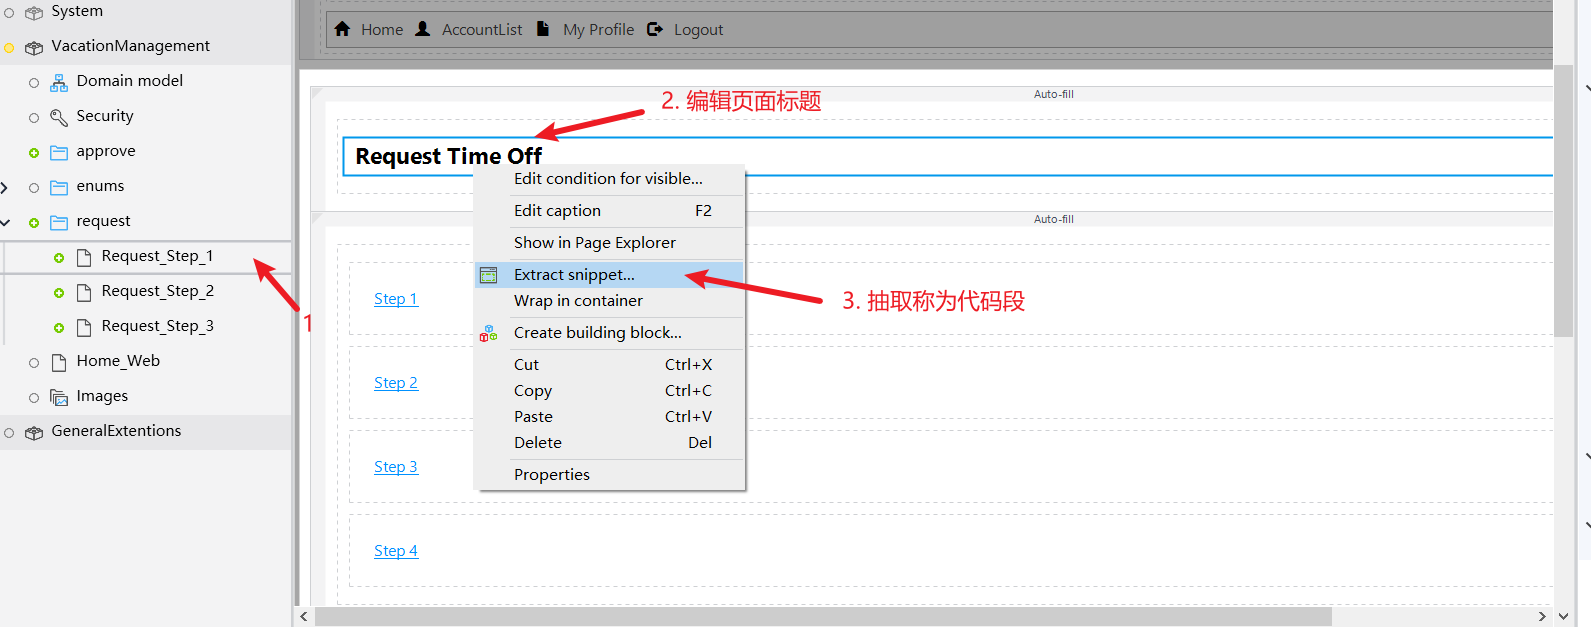 System
VacationManagement
Domain model
Security
approve
enums
request
Request_Step_1
Request_Step_2
Request_Step_3
Home_Web
Images
GeneralExtentions
1
Home AccountList My Profile Logout
Auto-fill
2. 编辑页面标题
Request Time Off
Auto-fill
Step 1
Step 2
Step 3
Step 4
Edit condition for visible...
Edit caption F2
Show in Page Explorer
Extract snippet...
Wrap in container
Create building block...
Cut Ctrl+X
Copy Ctrl+C
Paste Ctrl+V
Delete Del
Properties
3. 抽取称为代码段